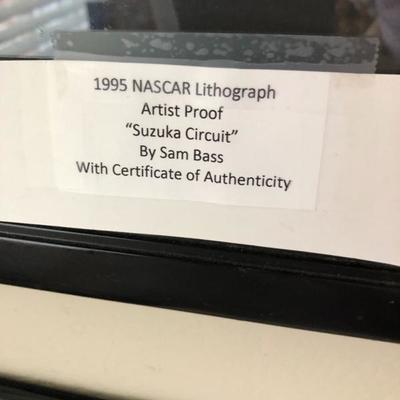 1995 NASCAR Lithograph
Artist Proof
“Suzuka Circuit”
By Sam Bass
With Certificate of Authenticity